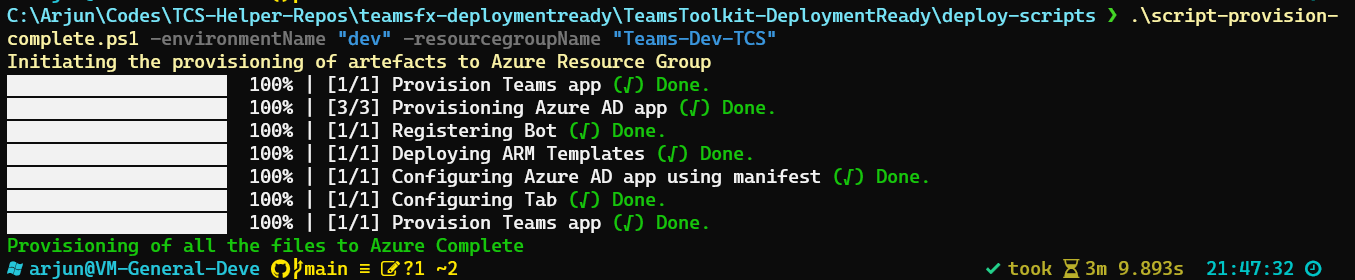 C:\Arjun\Codes\TCS-Helper-Repos\teamsfx-deploymentready\TeamsToolkit-DeploymentReady\deploy-scripts ❯ .\script-provision-
complete.ps1 -environmentName "dev" -resourcegroupName "Teams-Dev-TCS"
Initiating the provisioning of artefacts to Azure Resource Group
100% | [1/1] Provision Teams app (√) Done.
100% | [3/3] Provisioning Azure AD app (√) Done.
100% | [1/1] Registering Bot (√) Done.
100% | [1/1] Deploying ARM Templates (√) Done.
100% | [1/1] Configuring Azure AD app using manifest (√) Done.
100% | [1/1] Configuring Tab (√) Done.
100% | [1/1] Provision Teams app (√) Done.
Provisioning of all the files to Azure Complete
arjun@VM-General-Deve main ≡ ?1 ~2 ✓ took 3m 9.893s 21:47:32